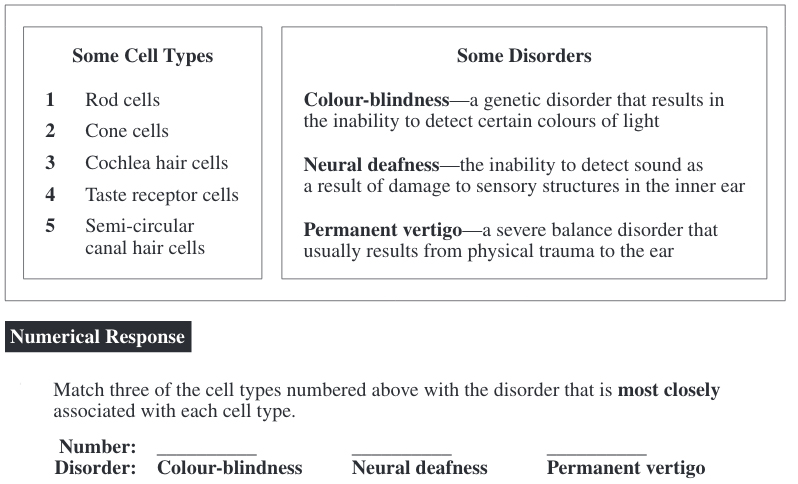 Some Cell Types
1 Rod cells
2 Cone cells
3 Cochlea hair cells
4 Taste receptor cells
5 Semi-circular
canal hair cells
Some Disorders
Colour-blindness—a genetic disorder that results in
the inability to detect certain colours of light
Neural deafness—the inability to detect sound as
a result of damage to sensory structures in the inner ear
Permanent vertigo—a severe balance disorder that
usually results from physical trauma to the ear
Numerical Response
Match three of the cell types numbered above with the disorder that is most closely
associated with each cell type.
Number: __________ __________ __________
Disorder: Colour-blindness Neural deafness Permanent vertigo